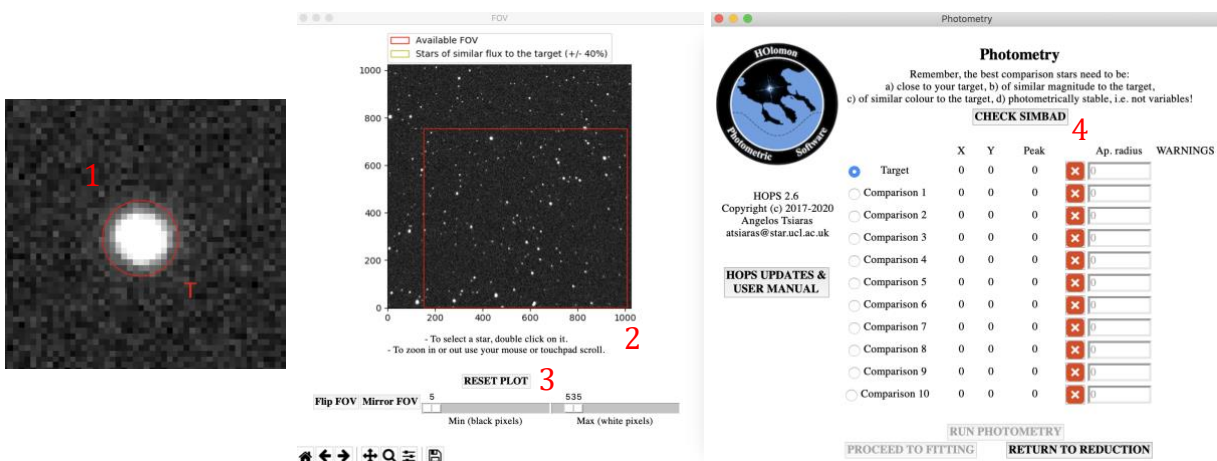 1
T
FOV
Available FOV
Stars of similar flux to the target (+/- 40%)
1000
800
600
400
200
0
0 200 400 600 800 1000
2
- To select a star, double click on it.
- To zoon in or out use your mouse or touchpad scroll.
RESET PLOT
3
Flip FOV Mirror FOV 5 535
Min (black pixels) Max (white pixels)
Photometry
HOlomon
Photometric Software
HOPS 2.6
Copyright (c) 2017-2020
Angelos Tsiaras
atsiaras@star.ucl.ac.uk
HOPS UPDATES &
USER MANUAL
Photometry
Remember, the best comparison stars need to be:
a) close to your target, b) of similar magnitude to the target,
c) of similar colour to the target, d) photometrically stable, i.e. not variables!
CHECK SIMBAD
4
X Y Peak Ap. radius WARNINGS
Target 0 0 0 0
Comparison 1 0 0 0 0
Comparison 2 0 0 0 0
Comparison 3 0 0 0 0
Comparison 4 0 0 0 0
Comparison 5 0 0 0 0
Comparison 6 0 0 0 0
Comparison 7 0 0 0 0
Comparison 8 0 0 0 0
Comparison 9 0 0 0 0
Comparison 10 0 0 0 0
RUN PHOTOMETRY
PROCEED TO FITTING RETURN TO REDUCTION